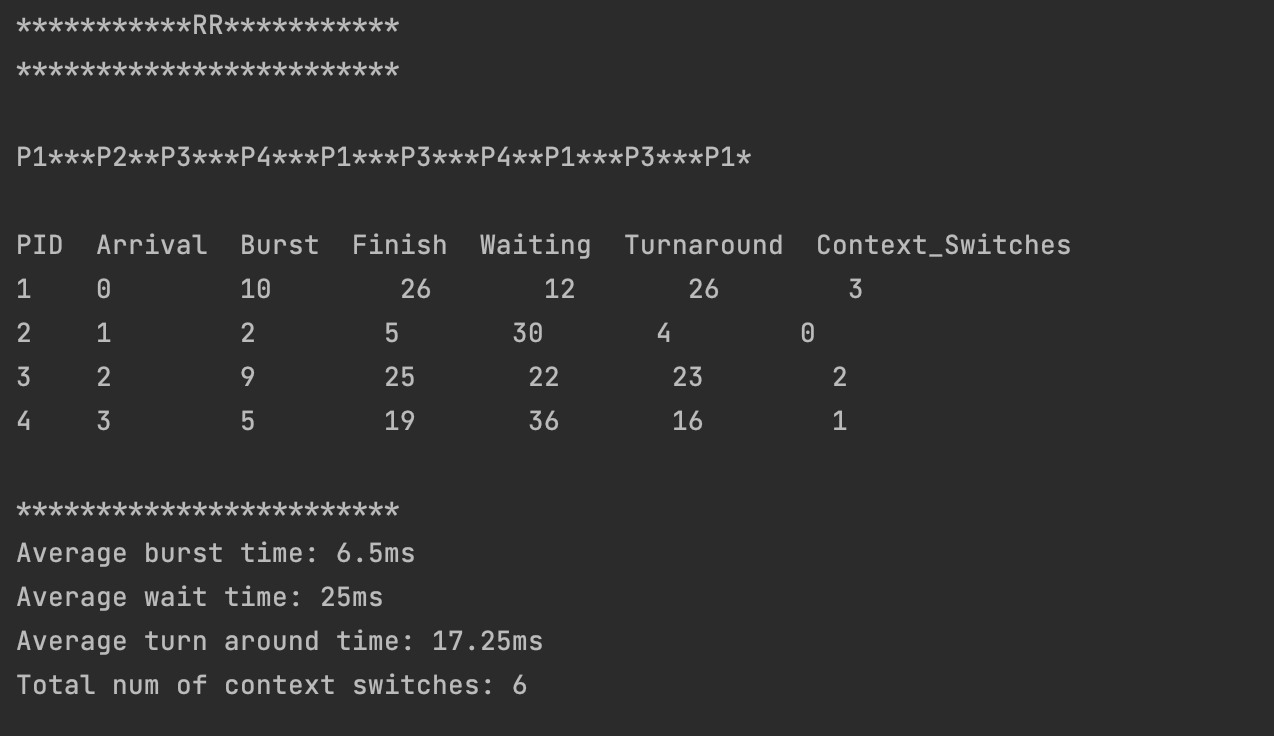 ***********RR***********
************************
P1***P2**P3***P4***P1***P3***P4**P1***P3***P1*
PID  Arrival  Burst  Finish  Waiting  Turnaround  Context_Switches
1    0        10        26       12       26        3
2    1        2        5       30       4        0
3    2        9        25       22       23        2
4    3        5        19       36       16        1
************************
Average burst time: 6.5ms
Average wait time: 25ms
Average turn around time: 17.25ms
Total num of context switches: 6